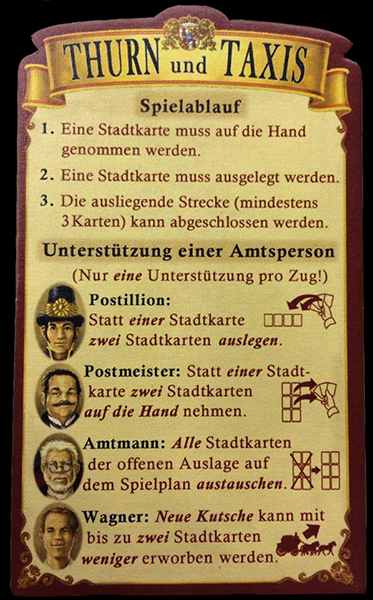 THURN und TAXIS
Spielablauf
1. Eine Stadtkarte muss auf die Hand
genommen werden.
2. Eine Stadtkarte muss ausgelegt werden.
3. Die ausliegende Strecke (mindestens
3 Karten) kann abgeschlossen werden.
Unterstützung einer Amtsperson
(Nur eine Unterstützung pro Zug!)
Postillion:
Statt einer Stadtkarte
zwei Stadtkarten auslegen.
Postmeister: Statt einer Stadt-
karte zwei Stadtkarten
auf die Hand nehmen.
Amtmann: Alle Stadtkarten
der offenen Auslage auf
dem Spielplan austauschen.
Wagner: Neue Kutsche kann mit
bis zu zwei Stadtkarten
weniger erworben werden.